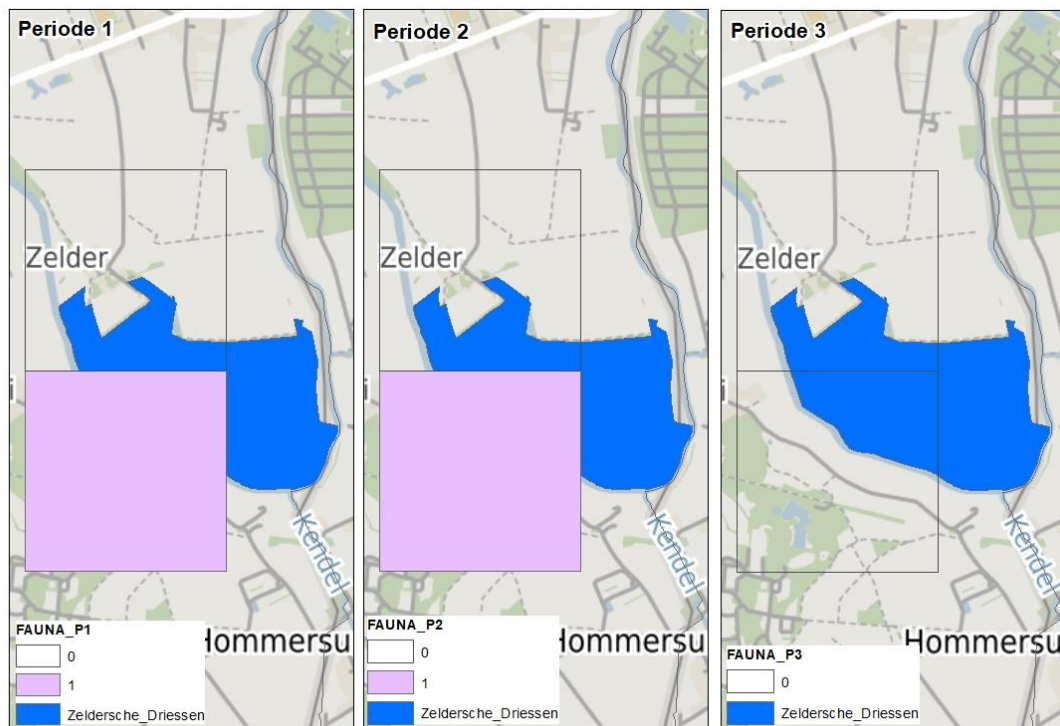 Periode 1
Zelder
i
Kendel
Hommersu
FAUNA_P1
0
1
Zeldersche_Driessen
Periode 2
Zelder
i
Kendel
Hommersu
FAUNA_P2
0
1
Zeldersche_Driessen
Periode 3
Zelder
i
Kendel
Hommersu
FAUNA_P3
0
Zeldersche_Driessen